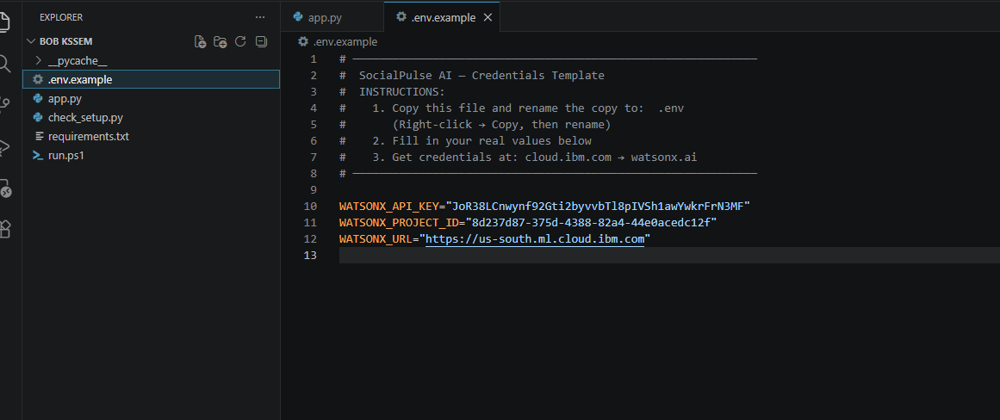 EXPLORER
...
BOB KSSEM
__pycache__
.env.example
app.py
check_setup.py
requirements.txt
run.ps1
app.py
.env.example
.env.example
1 # ────────────────────────────────────────
2 #  SocialPulse AI — Credentials Template
3 #  INSTRUCTIONS:
4 #    1. Copy this file and rename the copy to:  .env
5 #       (Right-click → Copy, then rename)
6 #    2. Fill in your real values below
7 #    3. Get credentials at: cloud.ibm.com → watsonx.ai
8 # ────────────────────────────────────────
9
10 WATSONX_API_KEY="JoR38LCnwynf92Gti2byvvbTl8pIVSh1awYwkrFrN3MF"
11 WATSONX_PROJECT_ID="8d237d87-375d-4388-82a4-44e0acedc12f"
12 WATSONX_URL="https://us-south.ml.cloud.ibm.com"
13